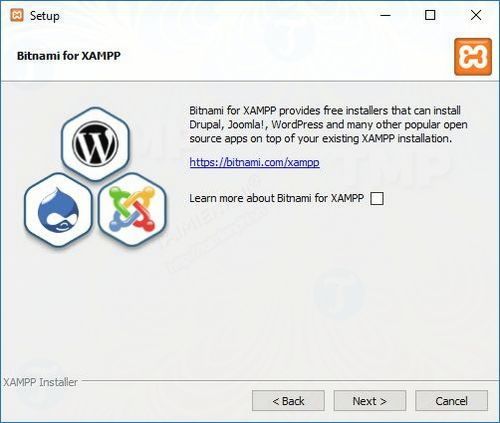 Setup
Bitnami for XAMPP
Bitnami for XAMPP provides free installers that can install
Drupal, Joomla!, WordPress and many other popular open
source apps on top of your existing XAMPP installation.
https://bitnami.com/xampp
Learn more about Bitnami for XAMPP
XAMPP Installer
< Back
Next >
Cancel